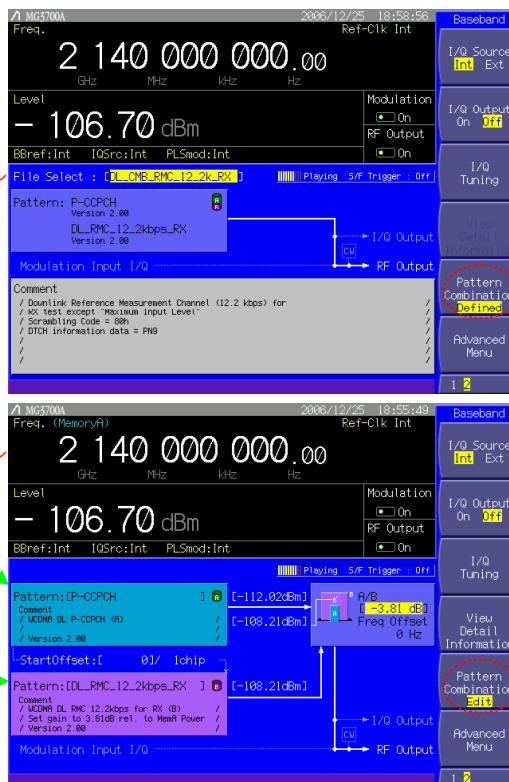 MG3700A 2006/12/25 18:58:56
Freq. Ref-Clk Int
2 140 000 000.00
GHz MHz kHz Hz
Level
- 106.70 dBm
Modulation
On
RF Output
On
BBref:Int IQSrc:Int PLSmod:Int
File Select : [DL_CMB_RMC_12_2k_RX ] Playing S/F Trigger : Off
Pattern: P-CCPCH
Version 2.00
DL_RMC_12_2kbps_RX
Version 2.00
A
B
I/Q Output
CW
Modulation Input I/Q RF Output
Comment
/ Downlink Reference Measurement Channel (12.2 kbps) for /
/ RX test except "Maximum Input Level" /
/ Scrambling Code = 80h /
/ DTCH information data = PN9 /
/ /
/ /
/ /
Baseband
I/Q Source
Int Ext
I/Q Output
On Off
I/Q
Tuning
View
Detail
Information
Pattern
Combination
Defined
Advanced
Menu
1 2
MG3700A 2006/12/25 18:55:49
Freq. (MemoryA) Ref-Clk Int
2 140 000 000.00
GHz MHz kHz Hz
Level
- 106.70 dBm
Modulation
On
RF Output
On
BBref:Int IQSrc:Int PLSmod:Int
Playing S/F Trigger : Off
Pattern:[P-CCPCH ] A [-112.02dBm]
Comment
/ WCDMA DL P-CCPCH (A) /
/ /
/ Version 2.00 /
[-108.21dBm]
B A
B A/B
[ -3.81 dB]
Freq Offset
0 Hz
StartOffset:[ 0]/ 1chip
Pattern:[DL_RMC_12_2kbps_RX ] B [-108.21dBm]
Comment
/ WCDMA DL RMC 12.2kbps for RX (B) /
/ Set gain to 3.81dB rel. to MemA Power /
/ Version 2.00 /
I/Q Output
CW
Modulation Input I/Q RF Output
Baseband
I/Q Source
Int Ext
I/Q Output
On Off
I/Q
Tuning
View
Detail
Information
Pattern
Combination
Edit
Advanced
Menu
1 2